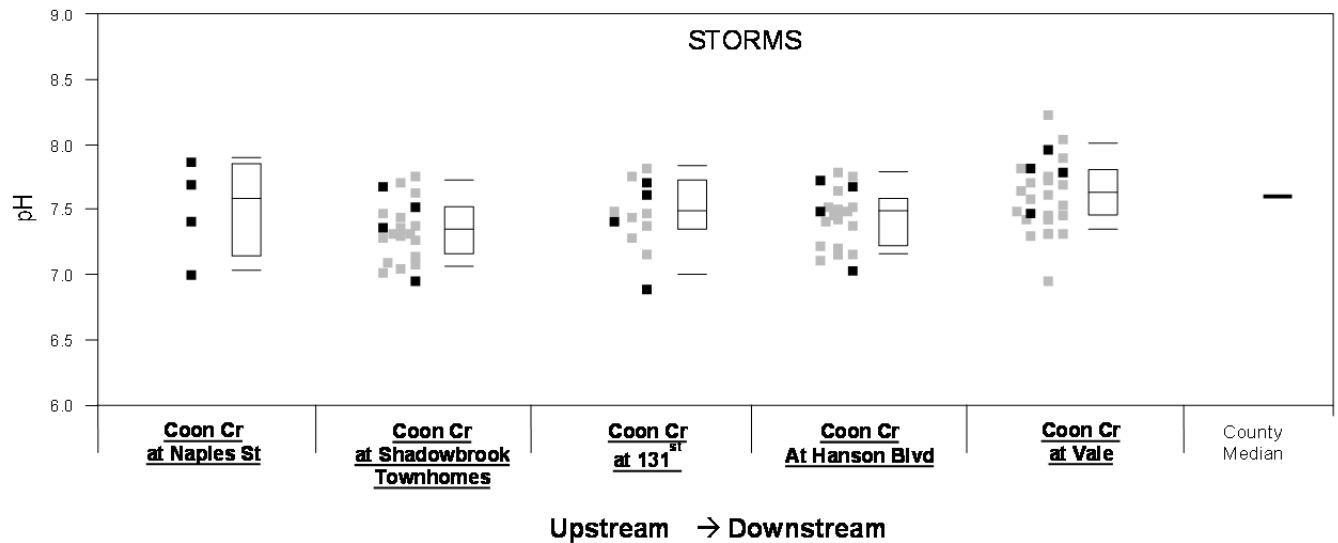 STORMS
pH
9.0
8.5
8.0
7.5
7.0
6.5
6.0
Coon Cr
at Naples St
Coon Cr
at Shadowbrook
Townhomes
Coon Cr
at 131st
Coon Cr
At Hanson Blvd
Coon Cr
at Vale
County
Median
Upstream → Downstream